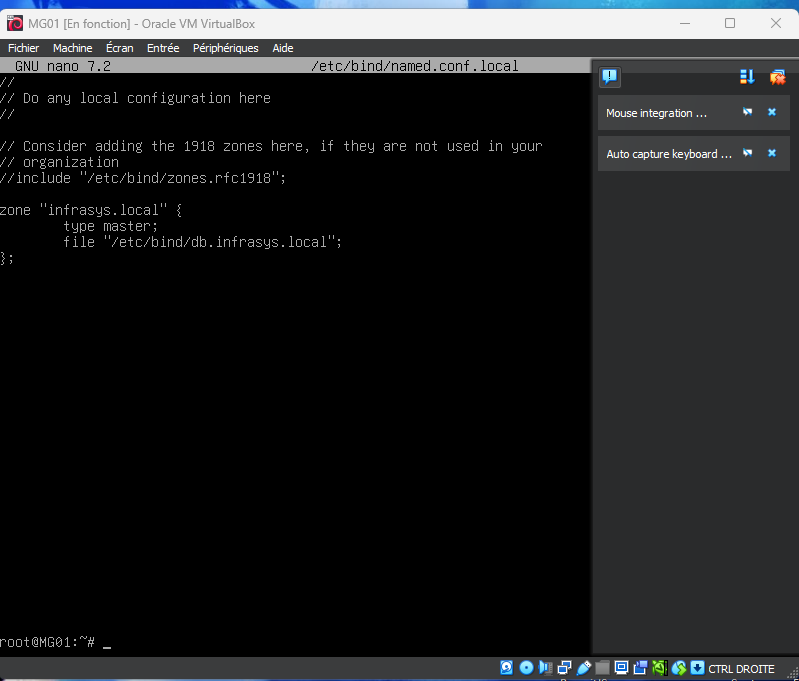 MG01 [En fonction] - Oracle VM VirtualBox
Fichier Machine Écran Entrée Périphériques Aide
GNU nano 7.2 /etc/bind/named.conf.local
//
// Do any local configuration here
//
// Consider adding the 1918 zones here, if they are not used in your
// organization
//include "/etc/bind/zones.rfc1918";
zone "infrasys.local" {
type master;
file "/etc/bind/db.infrasys.local";
};
root@MG01:~# _
Mouse integration ...
Auto capture keyboard ...
CTRL DROITE